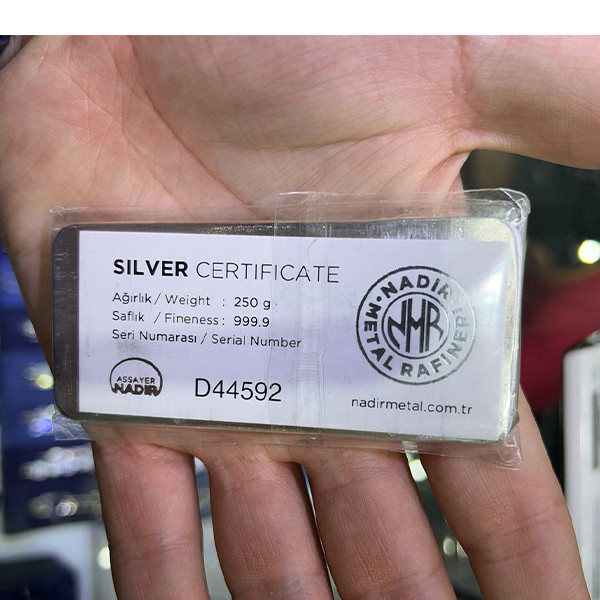 SILVER CERTIFICATE
Ağırlık / Weight : 250 g
Saflık / Fineness : 999.9
Seri Numarası / Serial Number
ASSAYER
NADIR
D44592
NADIR
METAL RAFINERİ
NMR
nadirmetal.com.tr